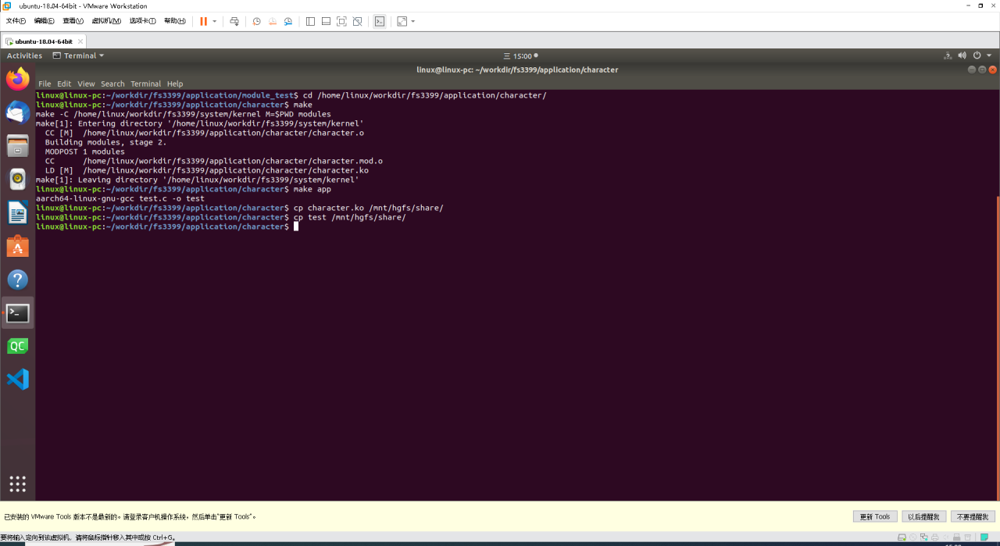 ubuntu-18.04-64bit - VMware Workstation
文件(F) 编辑(E) 查看(V) 虚拟机(M) 选项卡(T) 帮助(H)
ubuntu-18.04-64bit
Activities Terminal 三 15:00
linux@linux-pc: ~/workdir/fs3399/application/character
File Edit View Search Terminal Help
linux@linux-pc:~/workdir/fs3399/application/module_test$ cd /home/linux/workdir/fs3399/application/character/
linux@linux-pc:~/workdir/fs3399/application/character$ make
make -C /home/linux/workdir/fs3399/system/kernel M=$PWD modules
make[1]: Entering directory '/home/linux/workdir/fs3399/system/kernel'
CC [M] /home/linux/workdir/fs3399/application/character/character.o
Building modules, stage 2.
MODPOST 1 modules
CC /home/linux/workdir/fs3399/application/character/character.mod.o
LD [M] /home/linux/workdir/fs3399/application/character/character.ko
make[1]: Leaving directory '/home/linux/workdir/fs3399/system/kernel'
linux@linux-pc:~/workdir/fs3399/application/character$ make app
aarch64-linux-gnu-gcc test.c -o test
linux@linux-pc:~/workdir/fs3399/application/character$ cp character.ko /mnt/hgfs/share/
linux@linux-pc:~/workdir/fs3399/application/character$ cp test /mnt/hgfs/share/
linux@linux-pc:~/workdir/fs3399/application/character$
QC
已安装的 VMware Tools 版本不是最新的。请登录客户机操作系统，然后单击“更新 Tools”。 更新 Tools 以后提醒我 不要提醒我
要将输入定向到该虚拟机，请将鼠标指针移入其中或按 Ctrl+G。